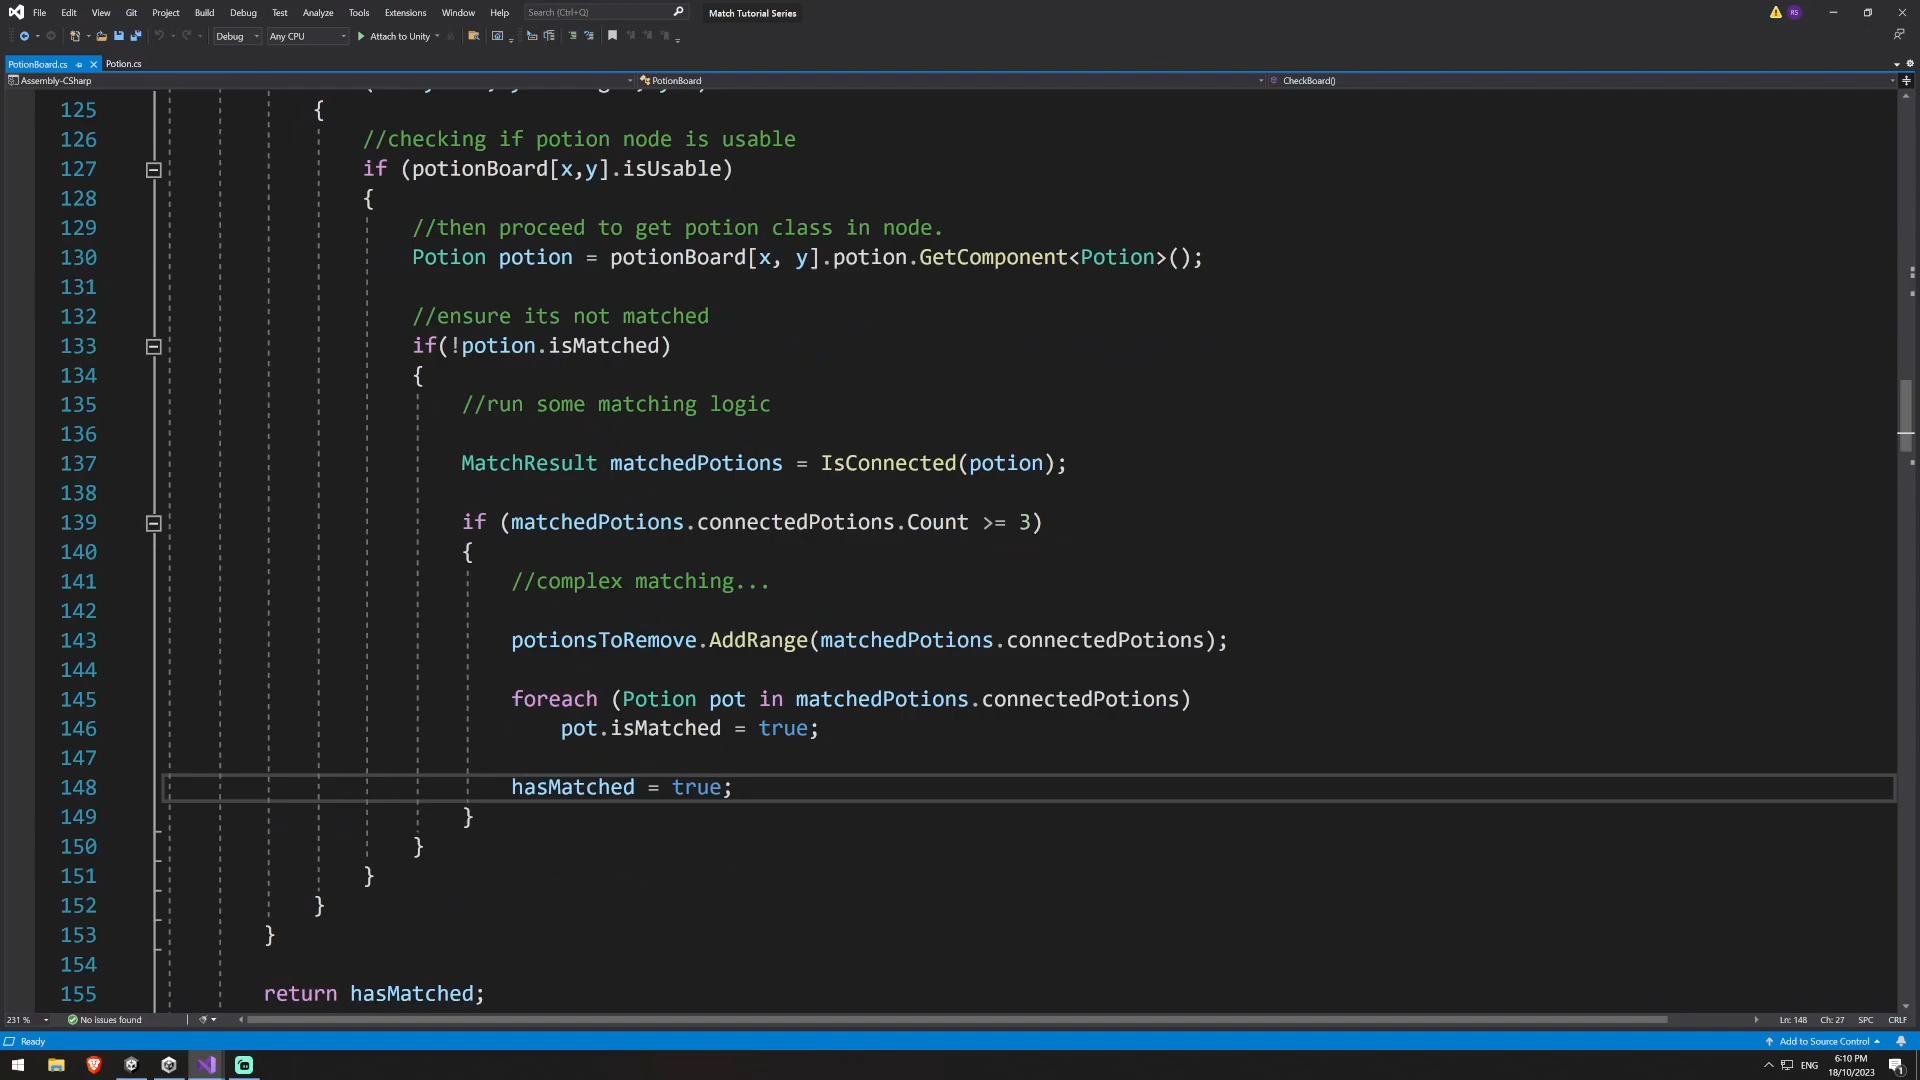 File Edit View Git Project Build Debug Test Analyze Tools Extensions Window Help Search (Ctrl+Q) Match Tutorial Series RS
Debug Any CPU Attach to Unity
PotionBoard.cs Potion.cs
Assembly-CSharp PotionBoard CheckBoard()
125 {
126 //checking if potion node is usable
127 if (potionBoard[x,y].isUsable)
128 {
129 //then proceed to get potion class in node.
130 Potion potion = potionBoard[x, y].potion.GetComponent<Potion>();
131
132 //ensure its not matched
133 if(!potion.isMatched)
134 {
135 //run some matching logic
136
137 MatchResult matchedPotions = IsConnected(potion);
138
139 if (matchedPotions.connectedPotions.Count >= 3)
140 {
141 //complex matching...
142
143 potionsToRemove.AddRange(matchedPotions.connectedPotions);
144
145 foreach (Potion pot in matchedPotions.connectedPotions)
146 pot.isMatched = true;
147
148 hasMatched = true;
149 }
150 }
151 }
152 }
153 }
154
155 return hasMatched;
231 % No issues found Ln: 148 Ch: 27 SPC CRLF
Ready Add to Source Control
ENG 6:10 PM
18/10/2023 1